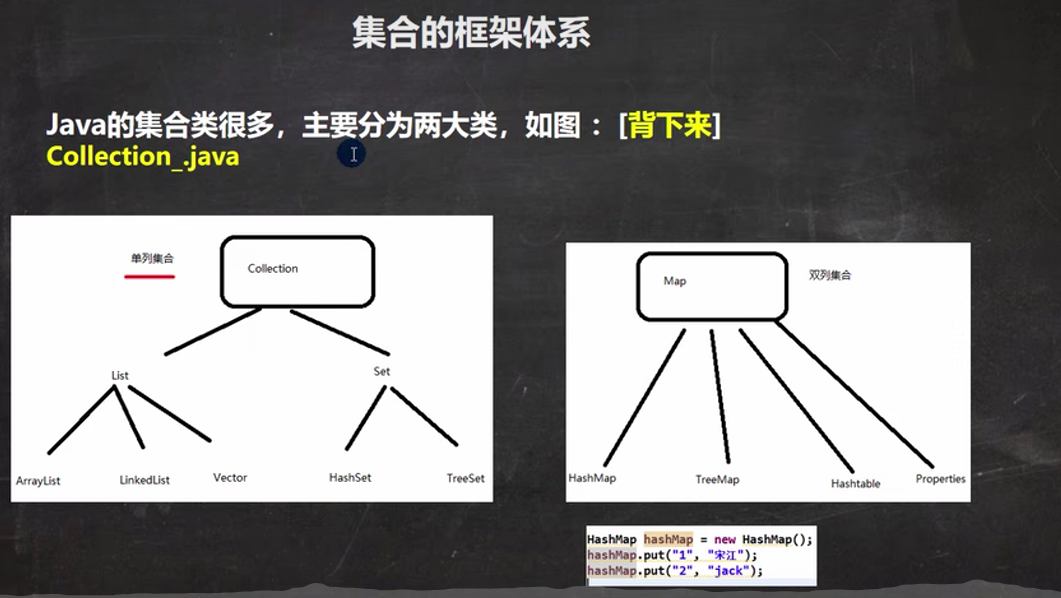 集合的框架体系
Java的集合类很多，主要分为两大类，如图：[背下来]
Collection_.java
单列集合
Collection
List
Set
ArrayList
LinkedList
Vector
HashSet
TreeSet
Map
双列集合
HashMap
TreeMap
Hashtable
Properties
HashMap hashMap = new HashMap();
hashMap.put("1", "宋江");
hashMap.put("2", "jack");